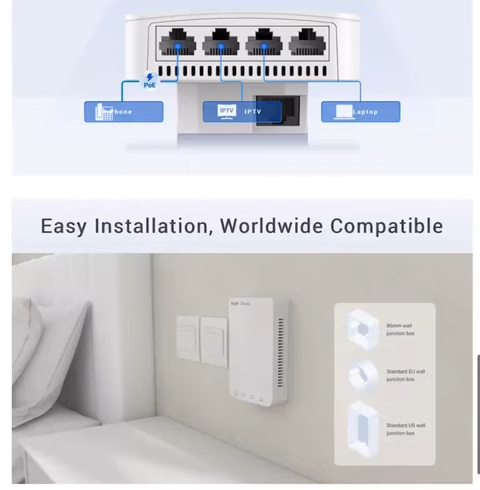 PoE
Phone
IPTV
IPTV
Laptop
Easy Installation, Worldwide Compatible
86mm wall
junction box
Standard EU wall
junction box
Standard US wall
junction box